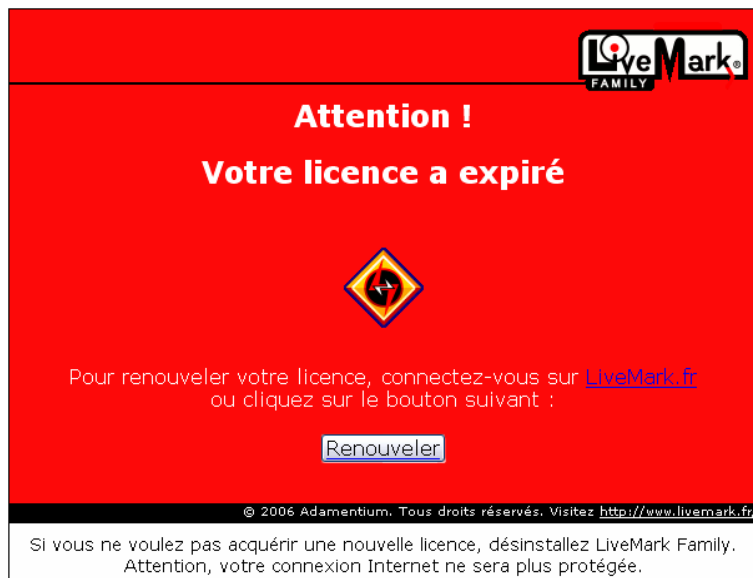 LiveMark®
FAMILY
Attention !
Votre licence a expiré
Pour renouveler votre licence, connectez-vous sur LiveMark.fr
ou cliquez sur le bouton suivant :
Renouveler
© 2006 Adamentium. Tous droits réservés. Visitez http://www.livemark.fr/
Si vous ne voulez pas acquérir une nouvelle licence, désinstallez LiveMark Family.
Attention, votre connexion Internet ne sera plus protégée.